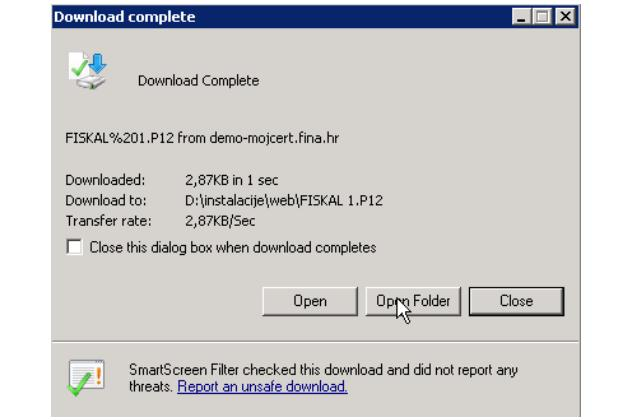 Download complete
Download Complete
FISKAL%201.P12 from demo-mojcert.fina.hr
Downloaded: 2,87KB in 1 sec
Download to: D:\instalacije\web\FISKAL 1.P12
Transfer rate: 2,87KB/Sec
Close this dialog box when download completes
Open Open Folder Close
SmartScreen Filter checked this download and did not report any
threats. Report an unsafe download.